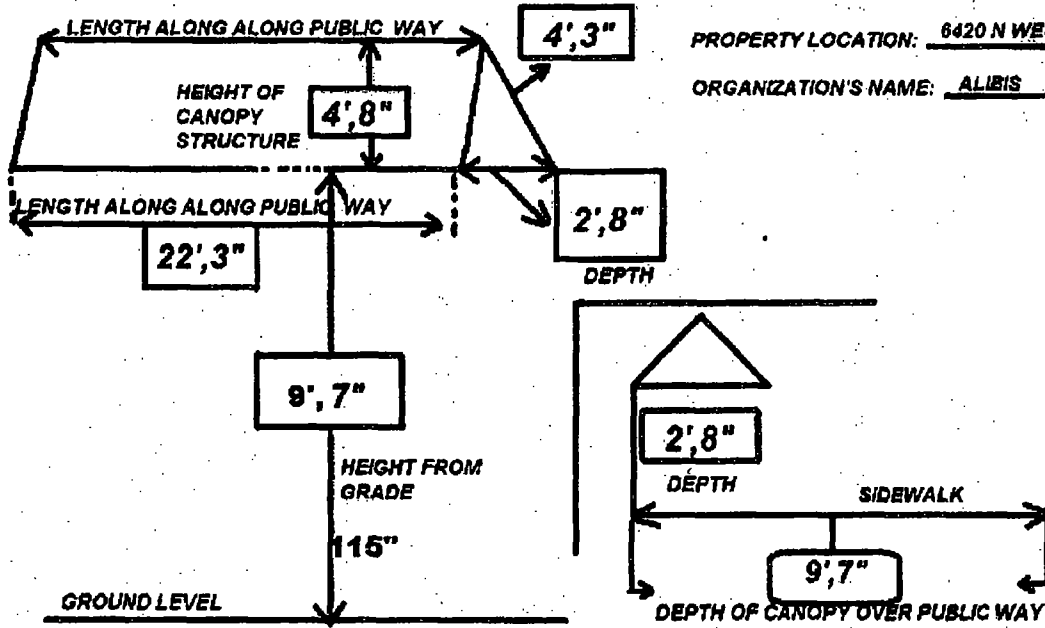 LENGTH ALONG ALONG PUBLIC WAY
4',3"
PROPERTY LOCATION: 6420 N WE
ORGANIZATION'S NAME: ALIBIS
HEIGHT OF
CANOPY
STRUCTURE
4',8"
LENGTH ALONG ALONG PUBLIC WAY
22',3"
2',8"
DEPTH
9',7"
HEIGHT FROM
GRADE
115"
GROUND LEVEL
2',8"
DEPTH
SIDEWALK
9',7"
DEPTH OF CANOPY OVER PUBLIC WAY